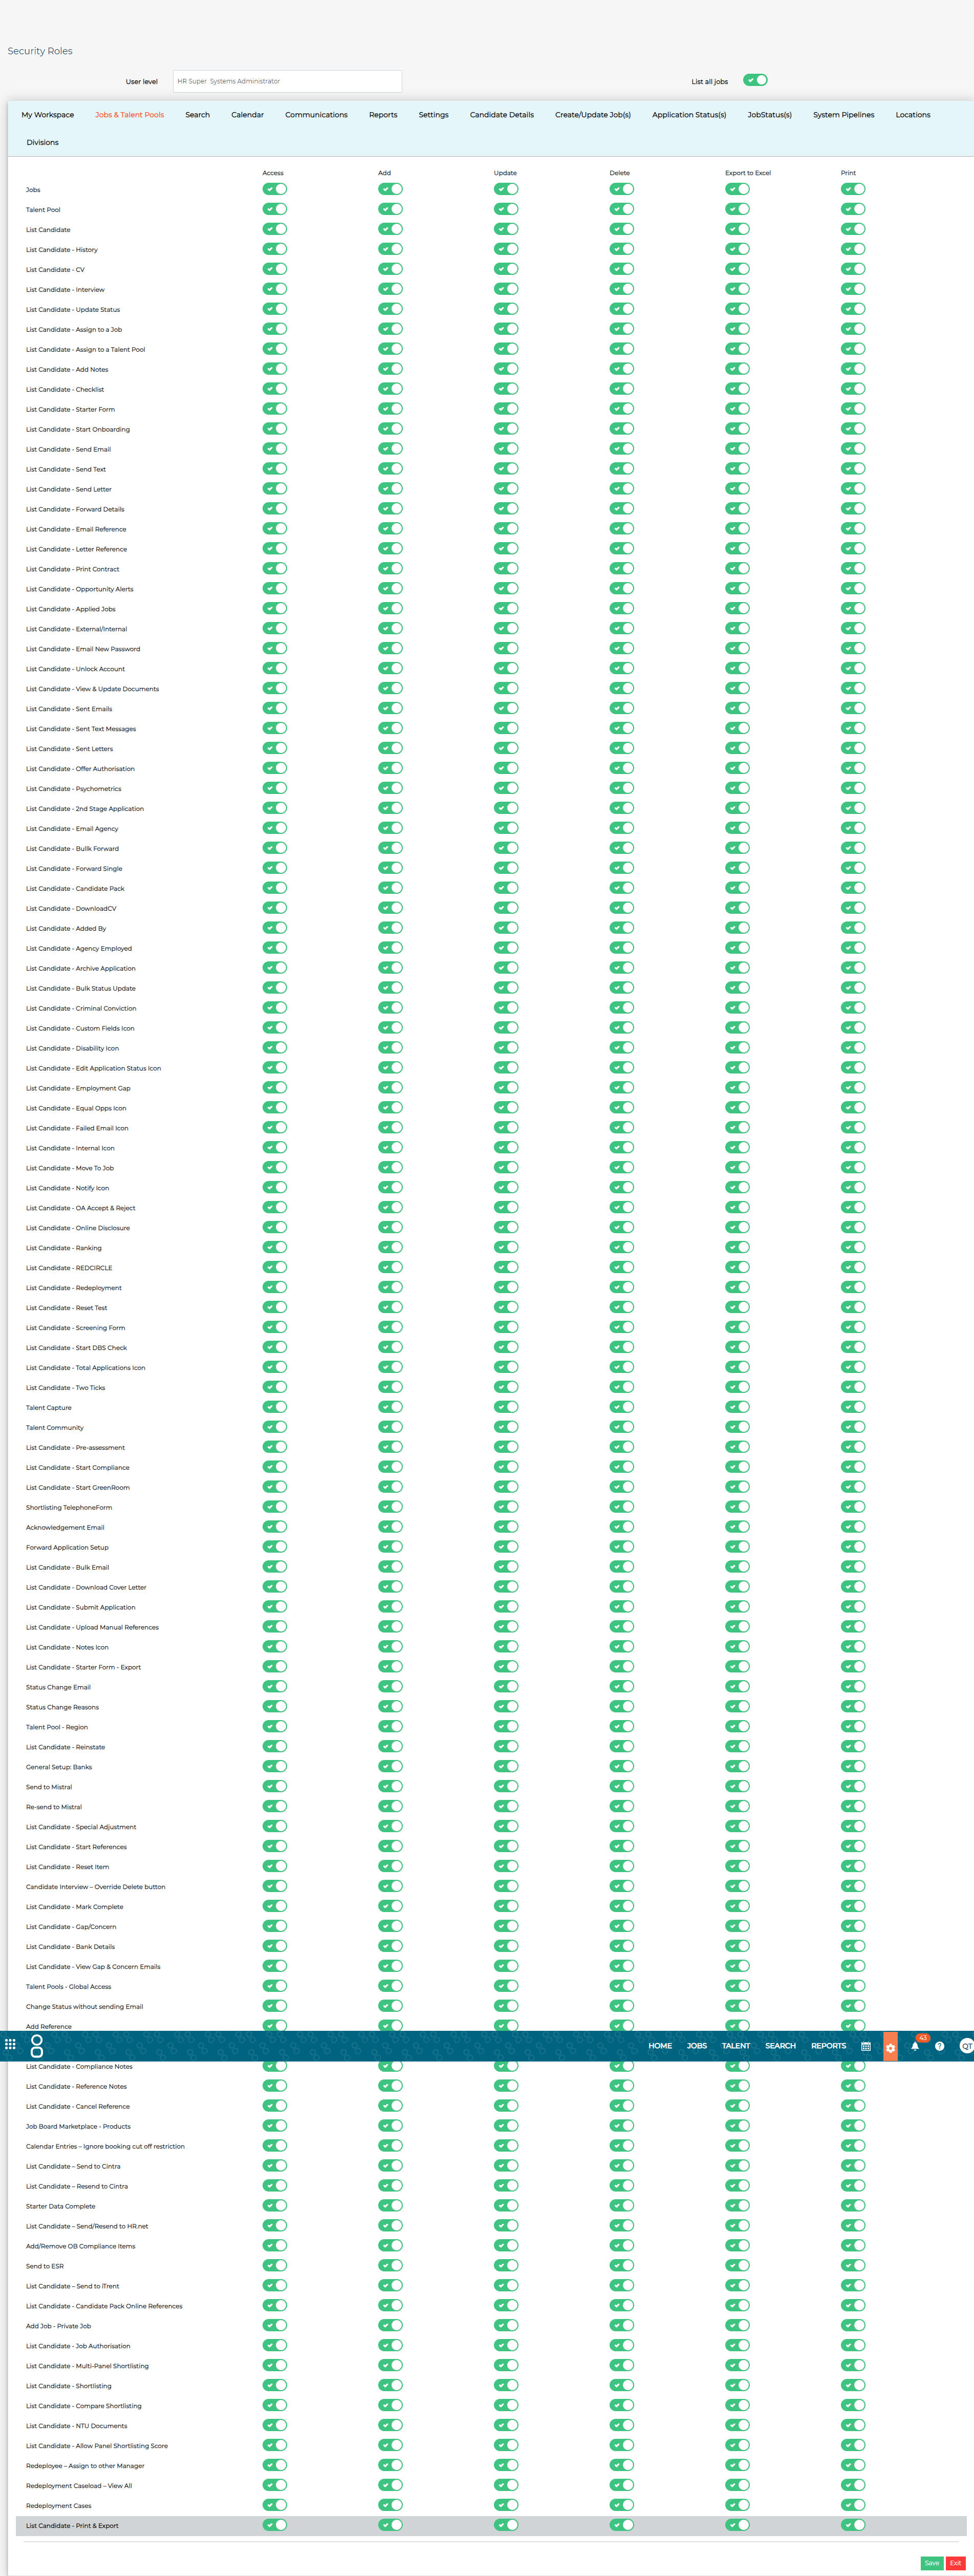 Security Roles
User level HR Super Systems Administrator List all jobs
My Workspace Jobs & Talent Pools Search Calendar Communications Reports Settings Candidate Details Create/Update Job(s) Application Status(s) JobStatus(s) System Pipelines Locations
Divisions
Access Add Update Delete Export to Excel Print
Jobs
Talent Pool
List Candidate
List Candidate - History
List Candidate - CV
List Candidate - Interview
List Candidate - Update Status
List Candidate - Assign to a Job
List Candidate - Assign to a Talent Pool
List Candidate - Add Notes
List Candidate - Checklist
List Candidate - Starter Form
List Candidate - Start Onboarding
List Candidate - Send Email
List Candidate - Send Text
List Candidate - Send Letter
List Candidate - Forward Details
List Candidate - Email Reference
List Candidate - Letter Reference
List Candidate - Print Contract
List Candidate - Opportunity Alerts
List Candidate - Applied Jobs
List Candidate - External/Internal
List Candidate - Email New Password
List Candidate - Unlock Account
List Candidate - View & Update Documents
List Candidate - Sent Emails
List Candidate - Sent Text Messages
List Candidate - Sent Letters
List Candidate - Offer Authorisation
List Candidate - Psychometrics
List Candidate - 2nd Stage Application
List Candidate - Email Agency
List Candidate - Bullk Forward
List Candidate - Forward Single
List Candidate - Candidate Pack
List Candidate - DownloadCV
List Candidate - Added By
List Candidate - Agency Employed
List Candidate - Archive Application
List Candidate - Bulk Status Update
List Candidate - Criminal Conviction
List Candidate - Custom Fields Icon
List Candidate - Disability Icon
List Candidate - Edit Application Status Icon
List Candidate - Employment Gap
List Candidate - Equal Opps Icon
List Candidate - Failed Email Icon
List Candidate - Internal Icon
List Candidate - Move To Job
List Candidate - Notify Icon
List Candidate - OA Accept & Reject
List Candidate - Online Disclosure
List Candidate - Ranking
List Candidate - REDCIRCLE
List Candidate - Redeployment
List Candidate - Reset Test
List Candidate - Screening Form
List Candidate - Start DBS Check
List Candidate - Total Applications Icon
List Candidate - Two Ticks
Talent Capture
Talent Community
List Candidate - Pre-assessment
List Candidate - Start Compliance
List Candidate - Start GreenRoom
Shortlisting TelephoneForm
Acknowledgement Email
Forward Application Setup
List Candidate - Bulk Email
List Candidate - Download Cover Letter
List Candidate - Submit Application
List Candidate - Upload Manual References
List Candidate - Notes Icon
List Candidate - Starter Form - Export
Status Change Email
Status Change Reasons
Talent Pool - Region
List Candidate - Reinstate
General Setup: Banks
Send to Mistral
Re-send to Mistral
List Candidate - Special Adjustment
List Candidate - Start References
List Candidate - Reset Item
Candidate Interview – Override Delete button
List Candidate - Mark Complete
List Candidate - Gap/Concern
List Candidate - Bank Details
List Candidate - View Gap & Concern Emails
Talent Pools - Global Access
Change Status without sending Email
Add Reference
HOME JOBS TALENT SEARCH REPORTS 43 ? QT
List Candidate - Compliance Notes
List Candidate - Reference Notes
List Candidate - Cancel Reference
Job Board Marketplace - Products
Calendar Entries – Ignore booking cut off restriction
List Candidate – Send to Cintra
List Candidate – Resend to Cintra
Starter Data Complete
List Candidate – Send/Resend to HR.net
Add/Remove OB Compliance Items
Send to ESR
List Candidate – Send to iTrent
List Candidate - Candidate Pack Online References
Add Job - Private Job
List Candidate - Job Authorisation
List Candidate - Multi-Panel Shortlisting
List Candidate - Shortlisting
List Candidate - Compare Shortlisting
List Candidate - NTU Documents
List Candidate - Allow Panel Shortlisting Score
Redeployee – Assign to other Manager
Redeployment Caseload – View All
Redeployment Cases
List Candidate - Print & Export
Save Exit